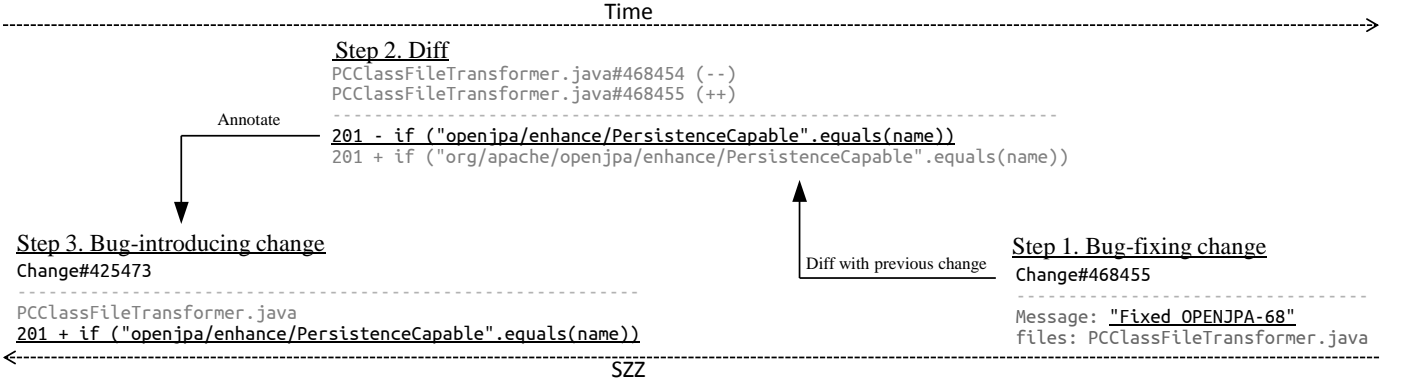 Time
Step 2. Diff
PCClassFileTransformer.java#468454 (--)
PCClassFileTransformer.java#468455 (++)
Annotate
201 - if ("openjpa/enhance/PersistenceCapable".equals(name))
201 + if ("org/apache/openjpa/enhance/PersistenceCapable".equals(name))
Step 3. Bug-introducing change
Change#425473
PCClassFileTransformer.java
201 + if ("openjpa/enhance/PersistenceCapable".equals(name))
Diff with previous change
Step 1. Bug-fixing change
Change#468455
Message: "Fixed OPENJPA-68"
files: PCClassFileTransformer.java
SZZ